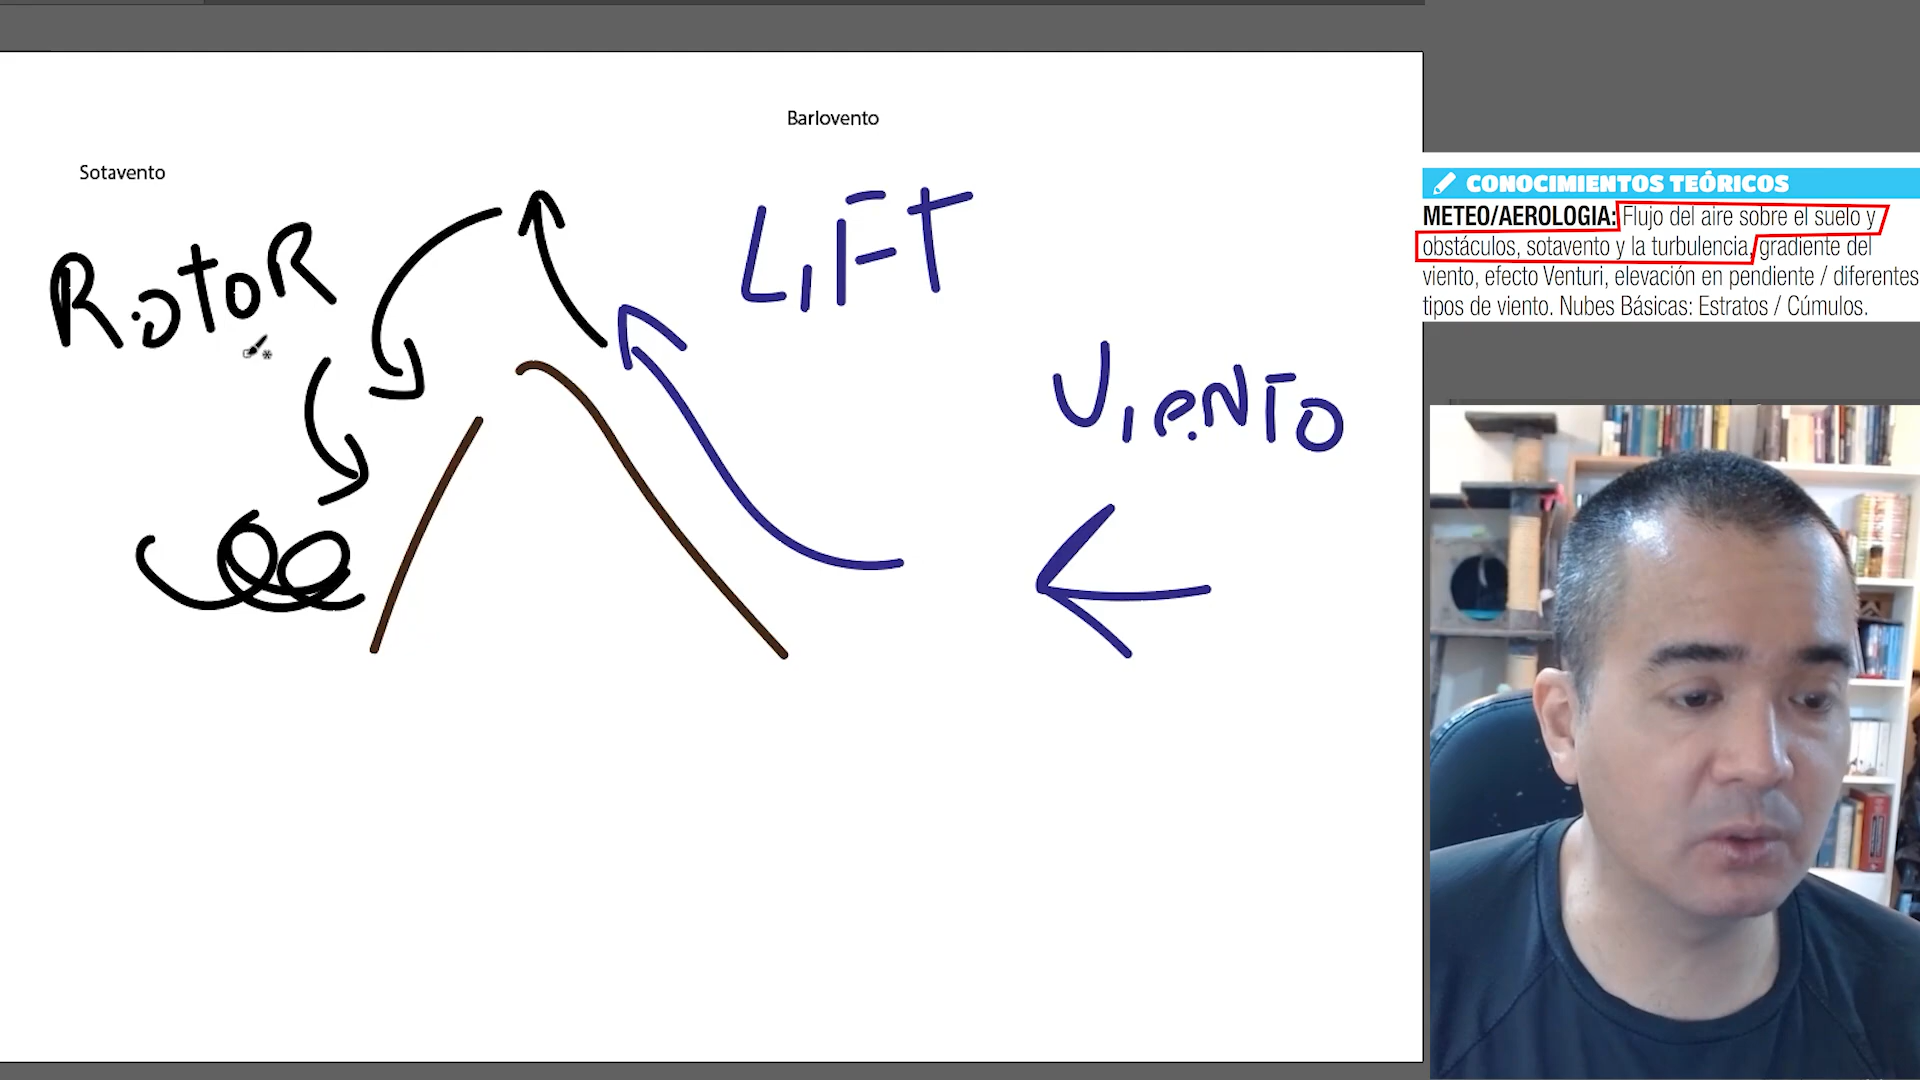 Barlovento
Sotavento
LIFT
ROTOR
VIENTO
CONOCIMIENTOS TEÓRICOS
METEO/AEROLOGIA: Flujo del aire sobre el suelo y
obstáculos, sotavento y la turbulencia, gradiente del
viento, efecto Venturi, elevación en pendiente / diferentes
tipos de viento. Nubes Básicas: Estratos / Cúmulos.